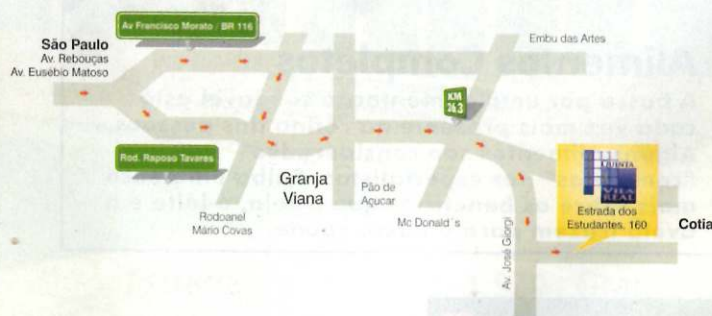 Av Francisco Morato / BR 116
São Paulo
Av. Rebouças
Av. Eusébio Matoso
Embu das Artes
KM
26,3
Rod. Raposo Tavares
Granja
Viana
Pão de
Açucar
Rodoanel
Mário Covas
Mc Donald´s
Av. José Giorgi
QUINTA
VILA
REAL
Estrada dos
Estudantes, 160
Cotia